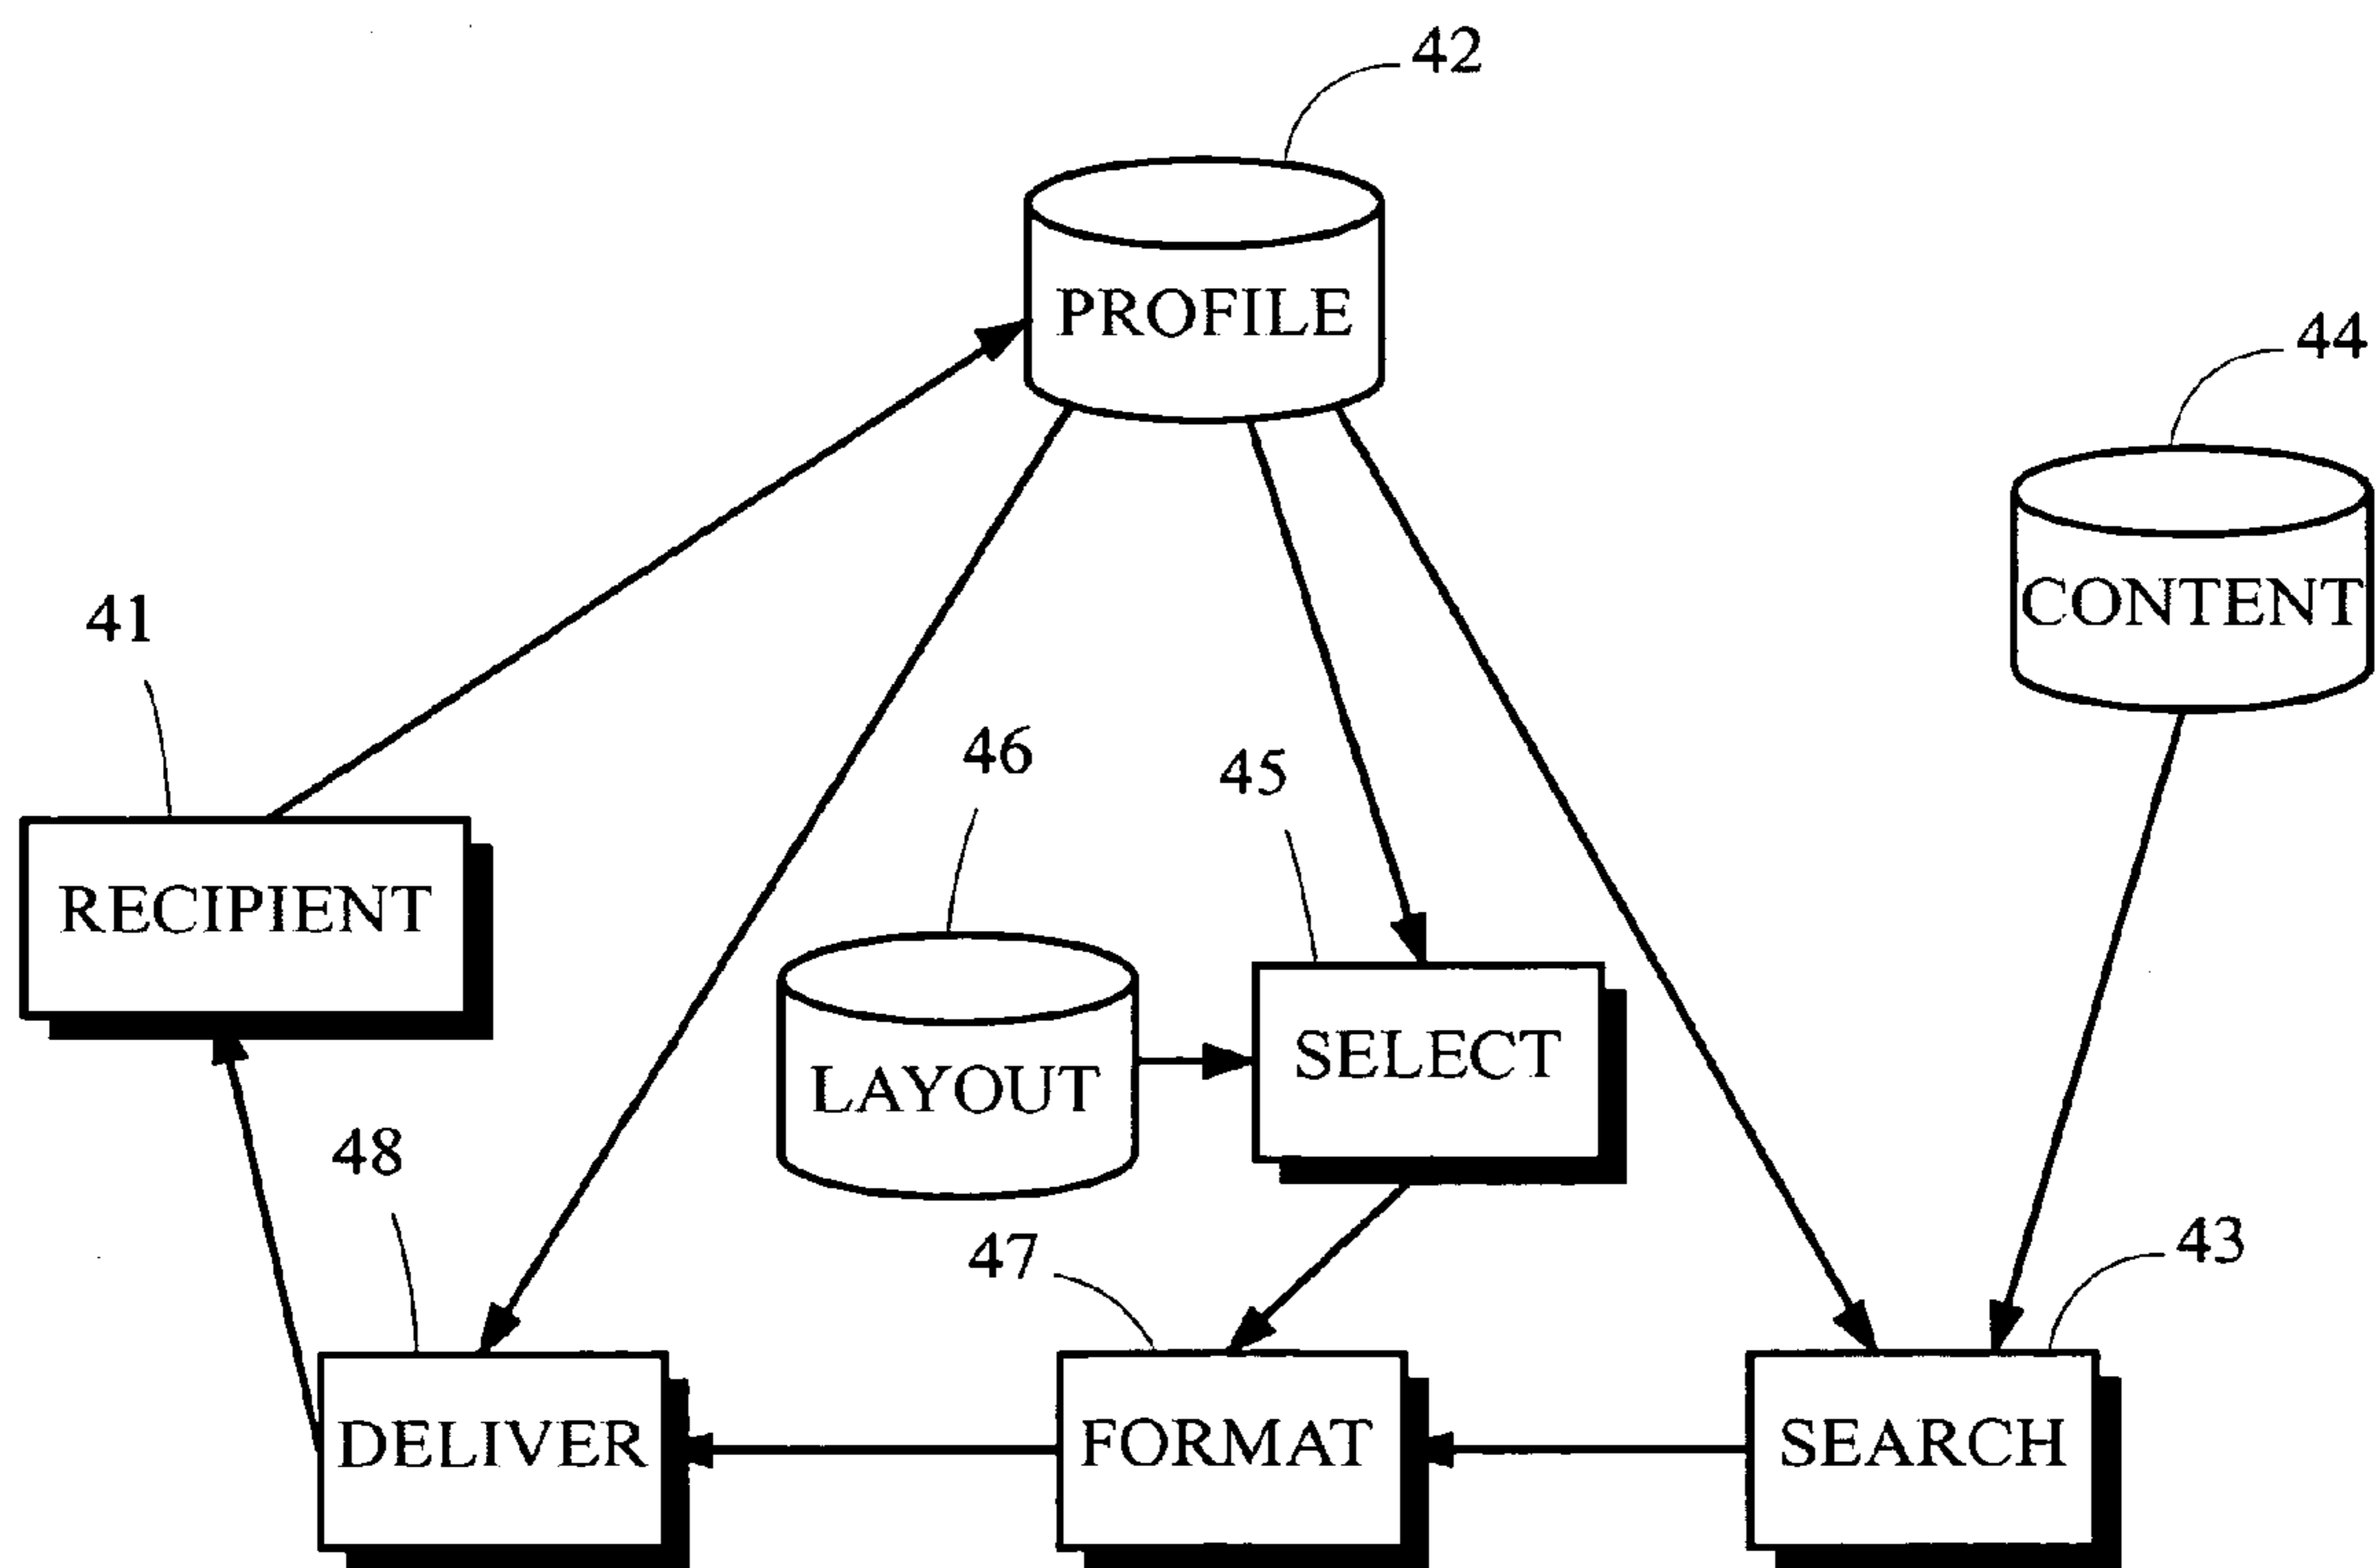 42
PROFILE
44
CONTENT
41
46
45
RECIPIENT
SELECT
LAYOUT
48
47
43
DELIVER
FORMAT
SEARCH